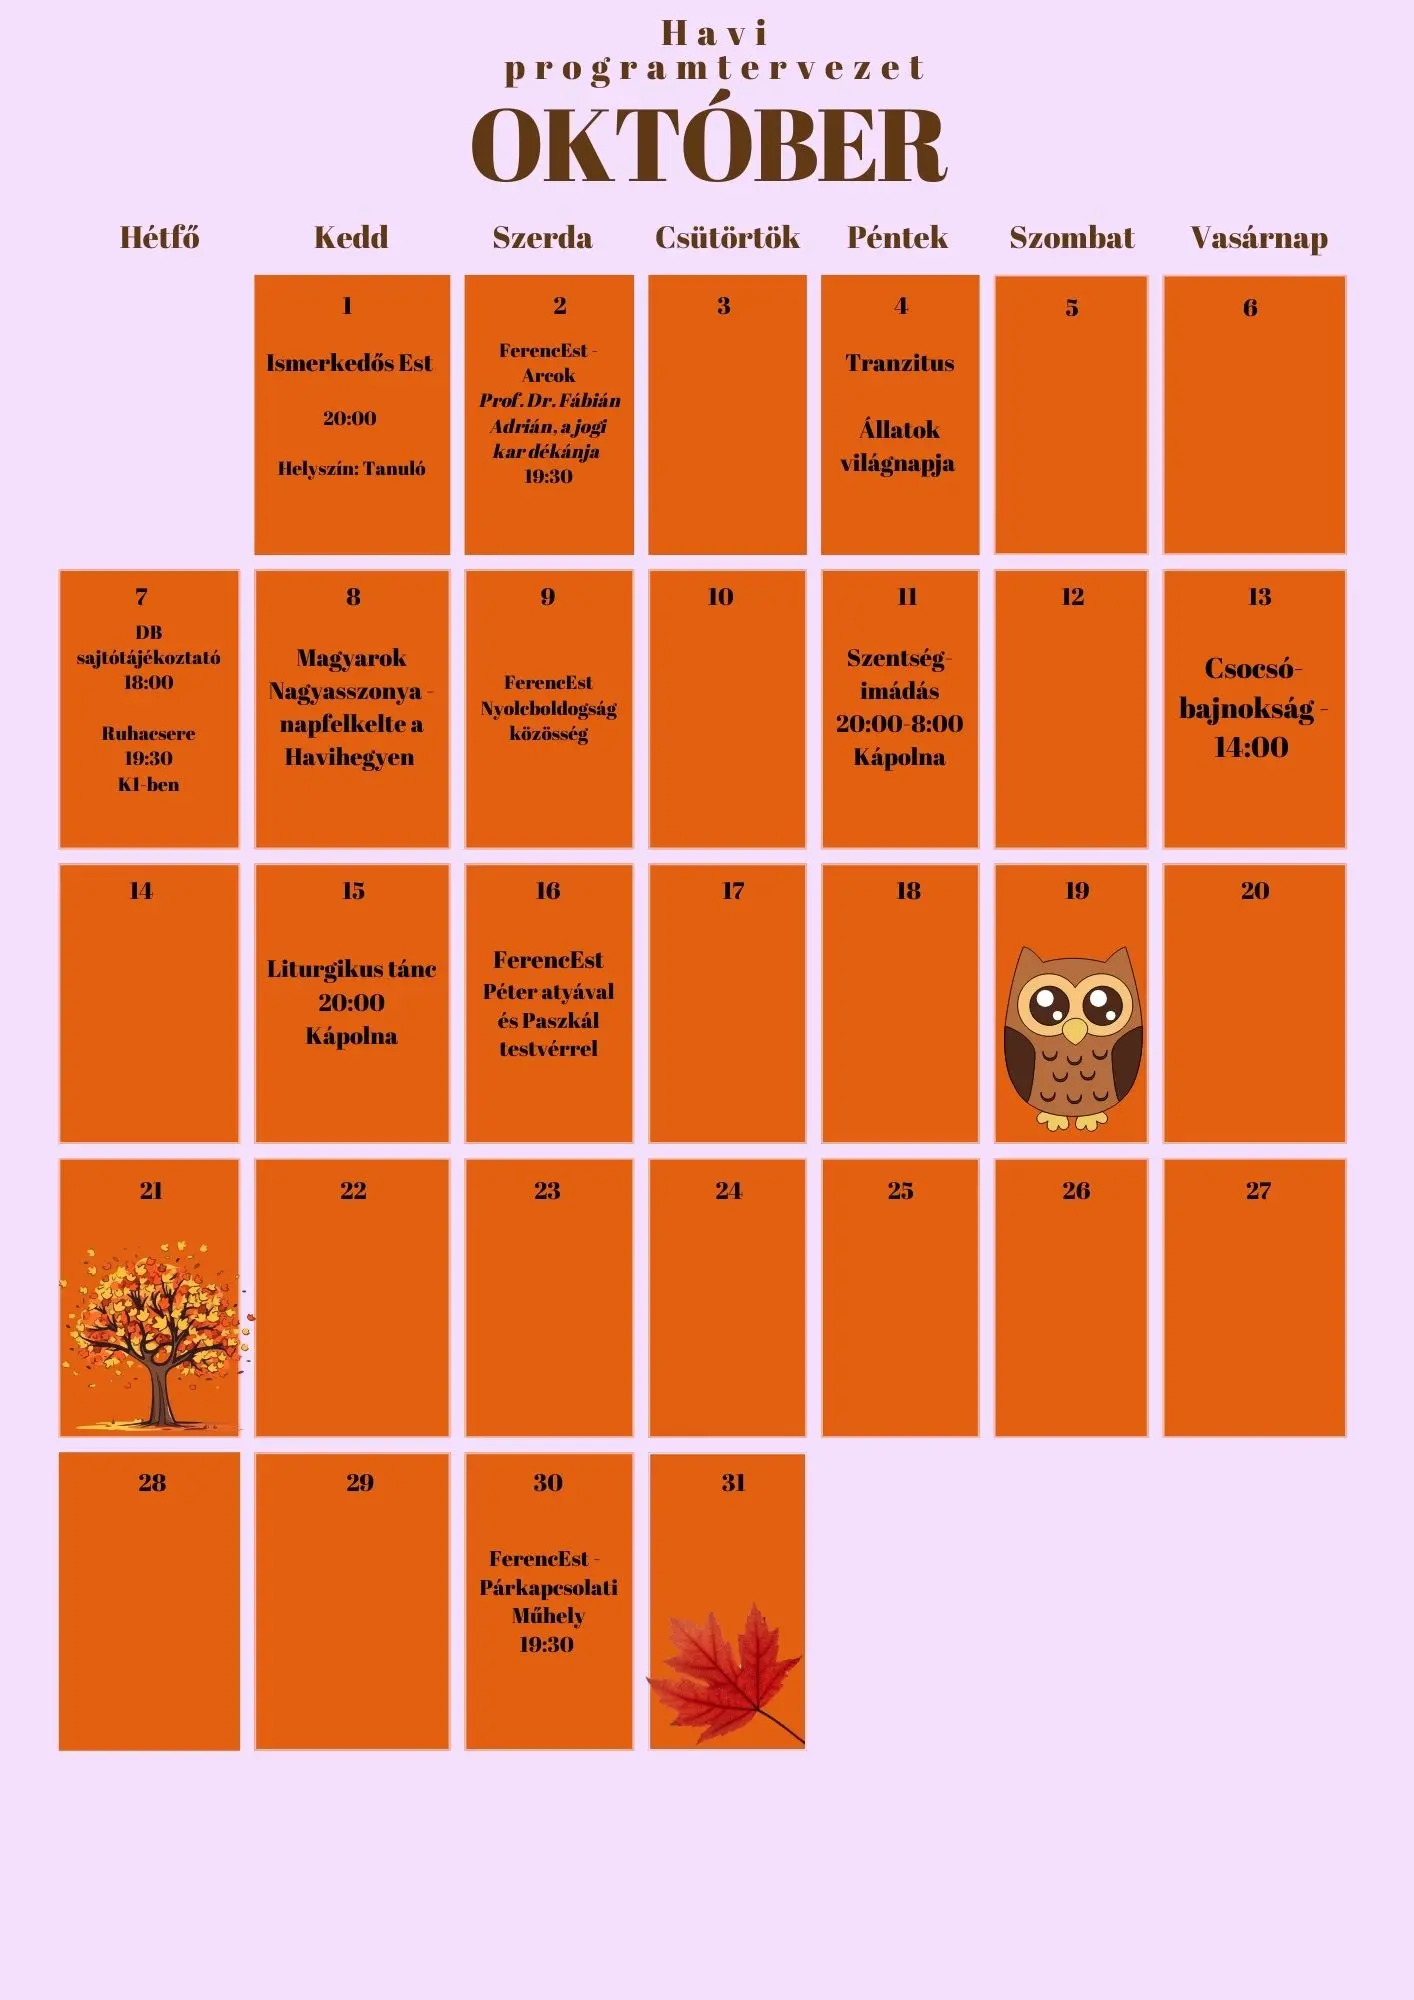 Havi
programtervezet
OKTÓBER
Hétfő Kedd Szerda Csütörtök Péntek Szombat Vasárnap
1
Ismerkedős Est
20:00
Helyszín: Tanuló
2
FerencEst -
Arcok
Prof. Dr. Fábián
Adrián, a jogi
kar dékánja
19:30
3
4
Tranzitus
Állatok
világnapja
5
6
7
DB
sajtótájékoztató
18:00
Ruhacsere
19:30
K1-ben
8
Magyarok
Nagyasszonya -
napfelkelte a
Havihegyen
9
FerencEst
Nyolcboldogság
közösség
10
11
Szentség-
imádás
20:00-8:00
Kápolna
12
13
Csocsó-
bajnokság -
14:00
14
15
Liturgikus tánc
20:00
Kápolna
16
FerencEst
Péter atyával
és Paszkál
testvérrel
17
18
19
20
21
22
23
24
25
26
27
28
29
30
FerencEst -
Párkapcsolati
Műhely
19:30
31